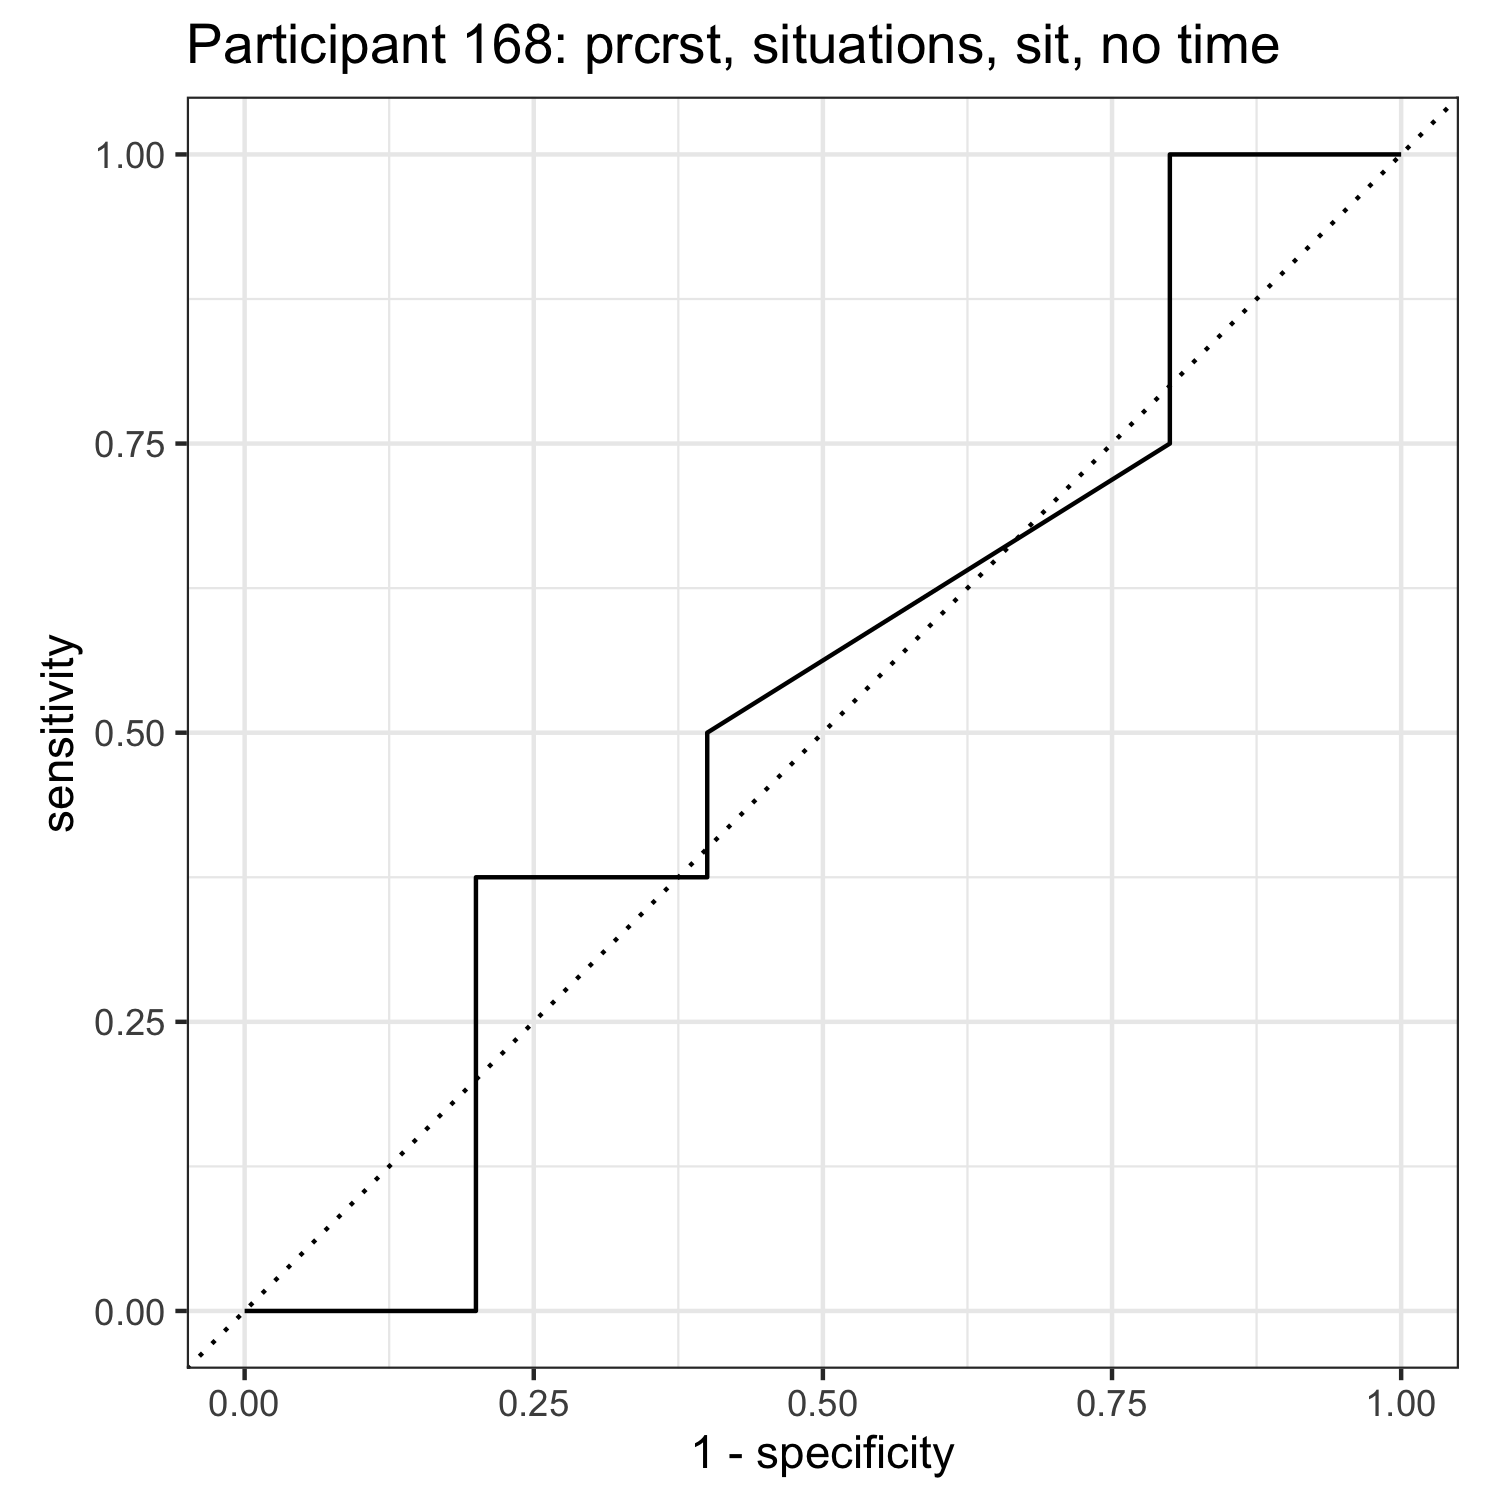 Participant 168: prcrst, situations, sit, no time
1.00
0.75
0.50
0.25
0.00
sensitivity
0.00 0.25 0.50 0.75 1.00
1 - specificity